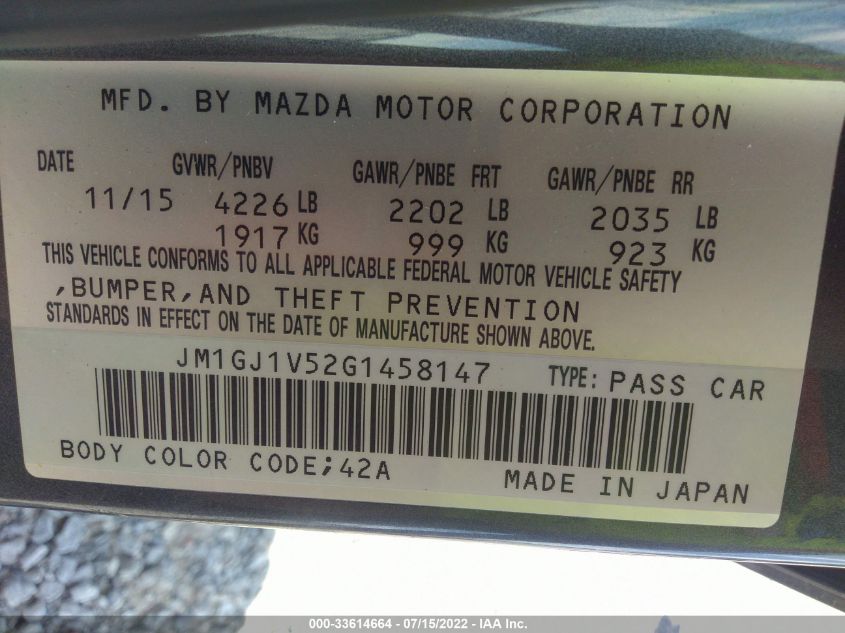 MFD. BY MAZDA MOTOR CORPORATION
DATE GVWR/PNBV GAWR/PNBE FRT GAWR/PNBE RR
11/15 4226 LB 2202 LB 2035 LB
1917 KG 999 KG 923 KG
THIS VEHICLE CONFORMS TO ALL APPLICABLE FEDERAL MOTOR VEHICLE SAFETY
,BUMPER,AND THEFT PREVENTION
STANDARDS IN EFFECT ON THE DATE OF MANUFACTURE SHOWN ABOVE.
JM1GJ1V52G1458147 TYPE: PASS CAR
BODY COLOR CODE;42A MADE IN JAPAN
000-33614664 - 07/15/2022 - IAA Inc.